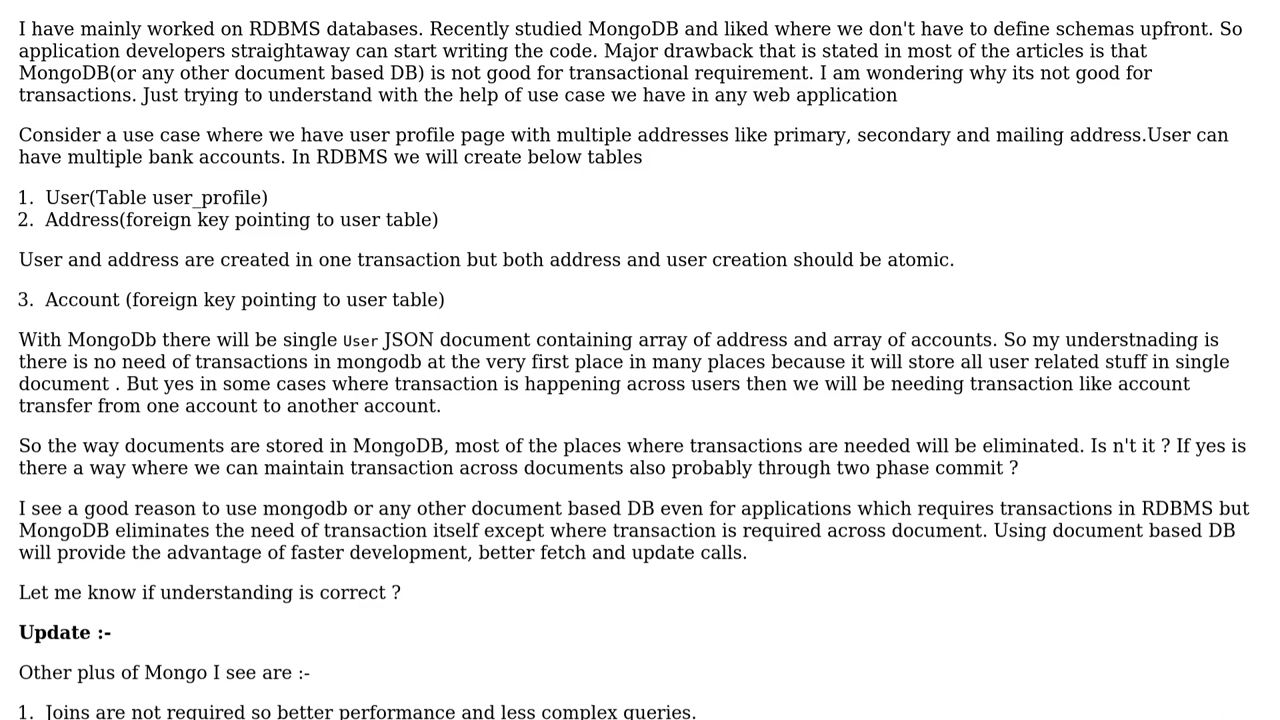 I have mainly worked on RDBMS databases. Recently studied MongoDB and liked where we don't have to define schemas upfront. So
application developers straightaway can start writing the code. Major drawback that is stated in most of the articles is that
MongoDB(or any other document based DB) is not good for transactional requirement. I am wondering why its not good for
transactions. Just trying to understand with the help of use case we have in any web application
Consider a use case where we have user profile page with multiple addresses like primary, secondary and mailing address.User can
have multiple bank accounts. In RDBMS we will create below tables
1. User(Table user_profile)
2. Address(foreign key pointing to user table)
User and address are created in one transaction but both address and user creation should be atomic.
3. Account (foreign key pointing to user table)
With MongoDb there will be single User JSON document containing array of address and array of accounts. So my understnading is
there is no need of transactions in mongodb at the very first place in many places because it will store all user related stuff in single
document . But yes in some cases where transaction is happening across users then we will be needing transaction like account
transfer from one account to another account.
So the way documents are stored in MongoDB, most of the places where transactions are needed will be eliminated. Is n't it ? If yes is
there a way where we can maintain transaction across documents also probably through two phase commit ?
I see a good reason to use mongodb or any other document based DB even for applications which requires transactions in RDBMS but
MongoDB eliminates the need of transaction itself except where transaction is required across document. Using document based DB
will provide the advantage of faster development, better fetch and update calls.
Let me know if understanding is correct ?
Update :-
Other plus of Mongo I see are :-
1. Joins are not required so better performance and less complex queries.